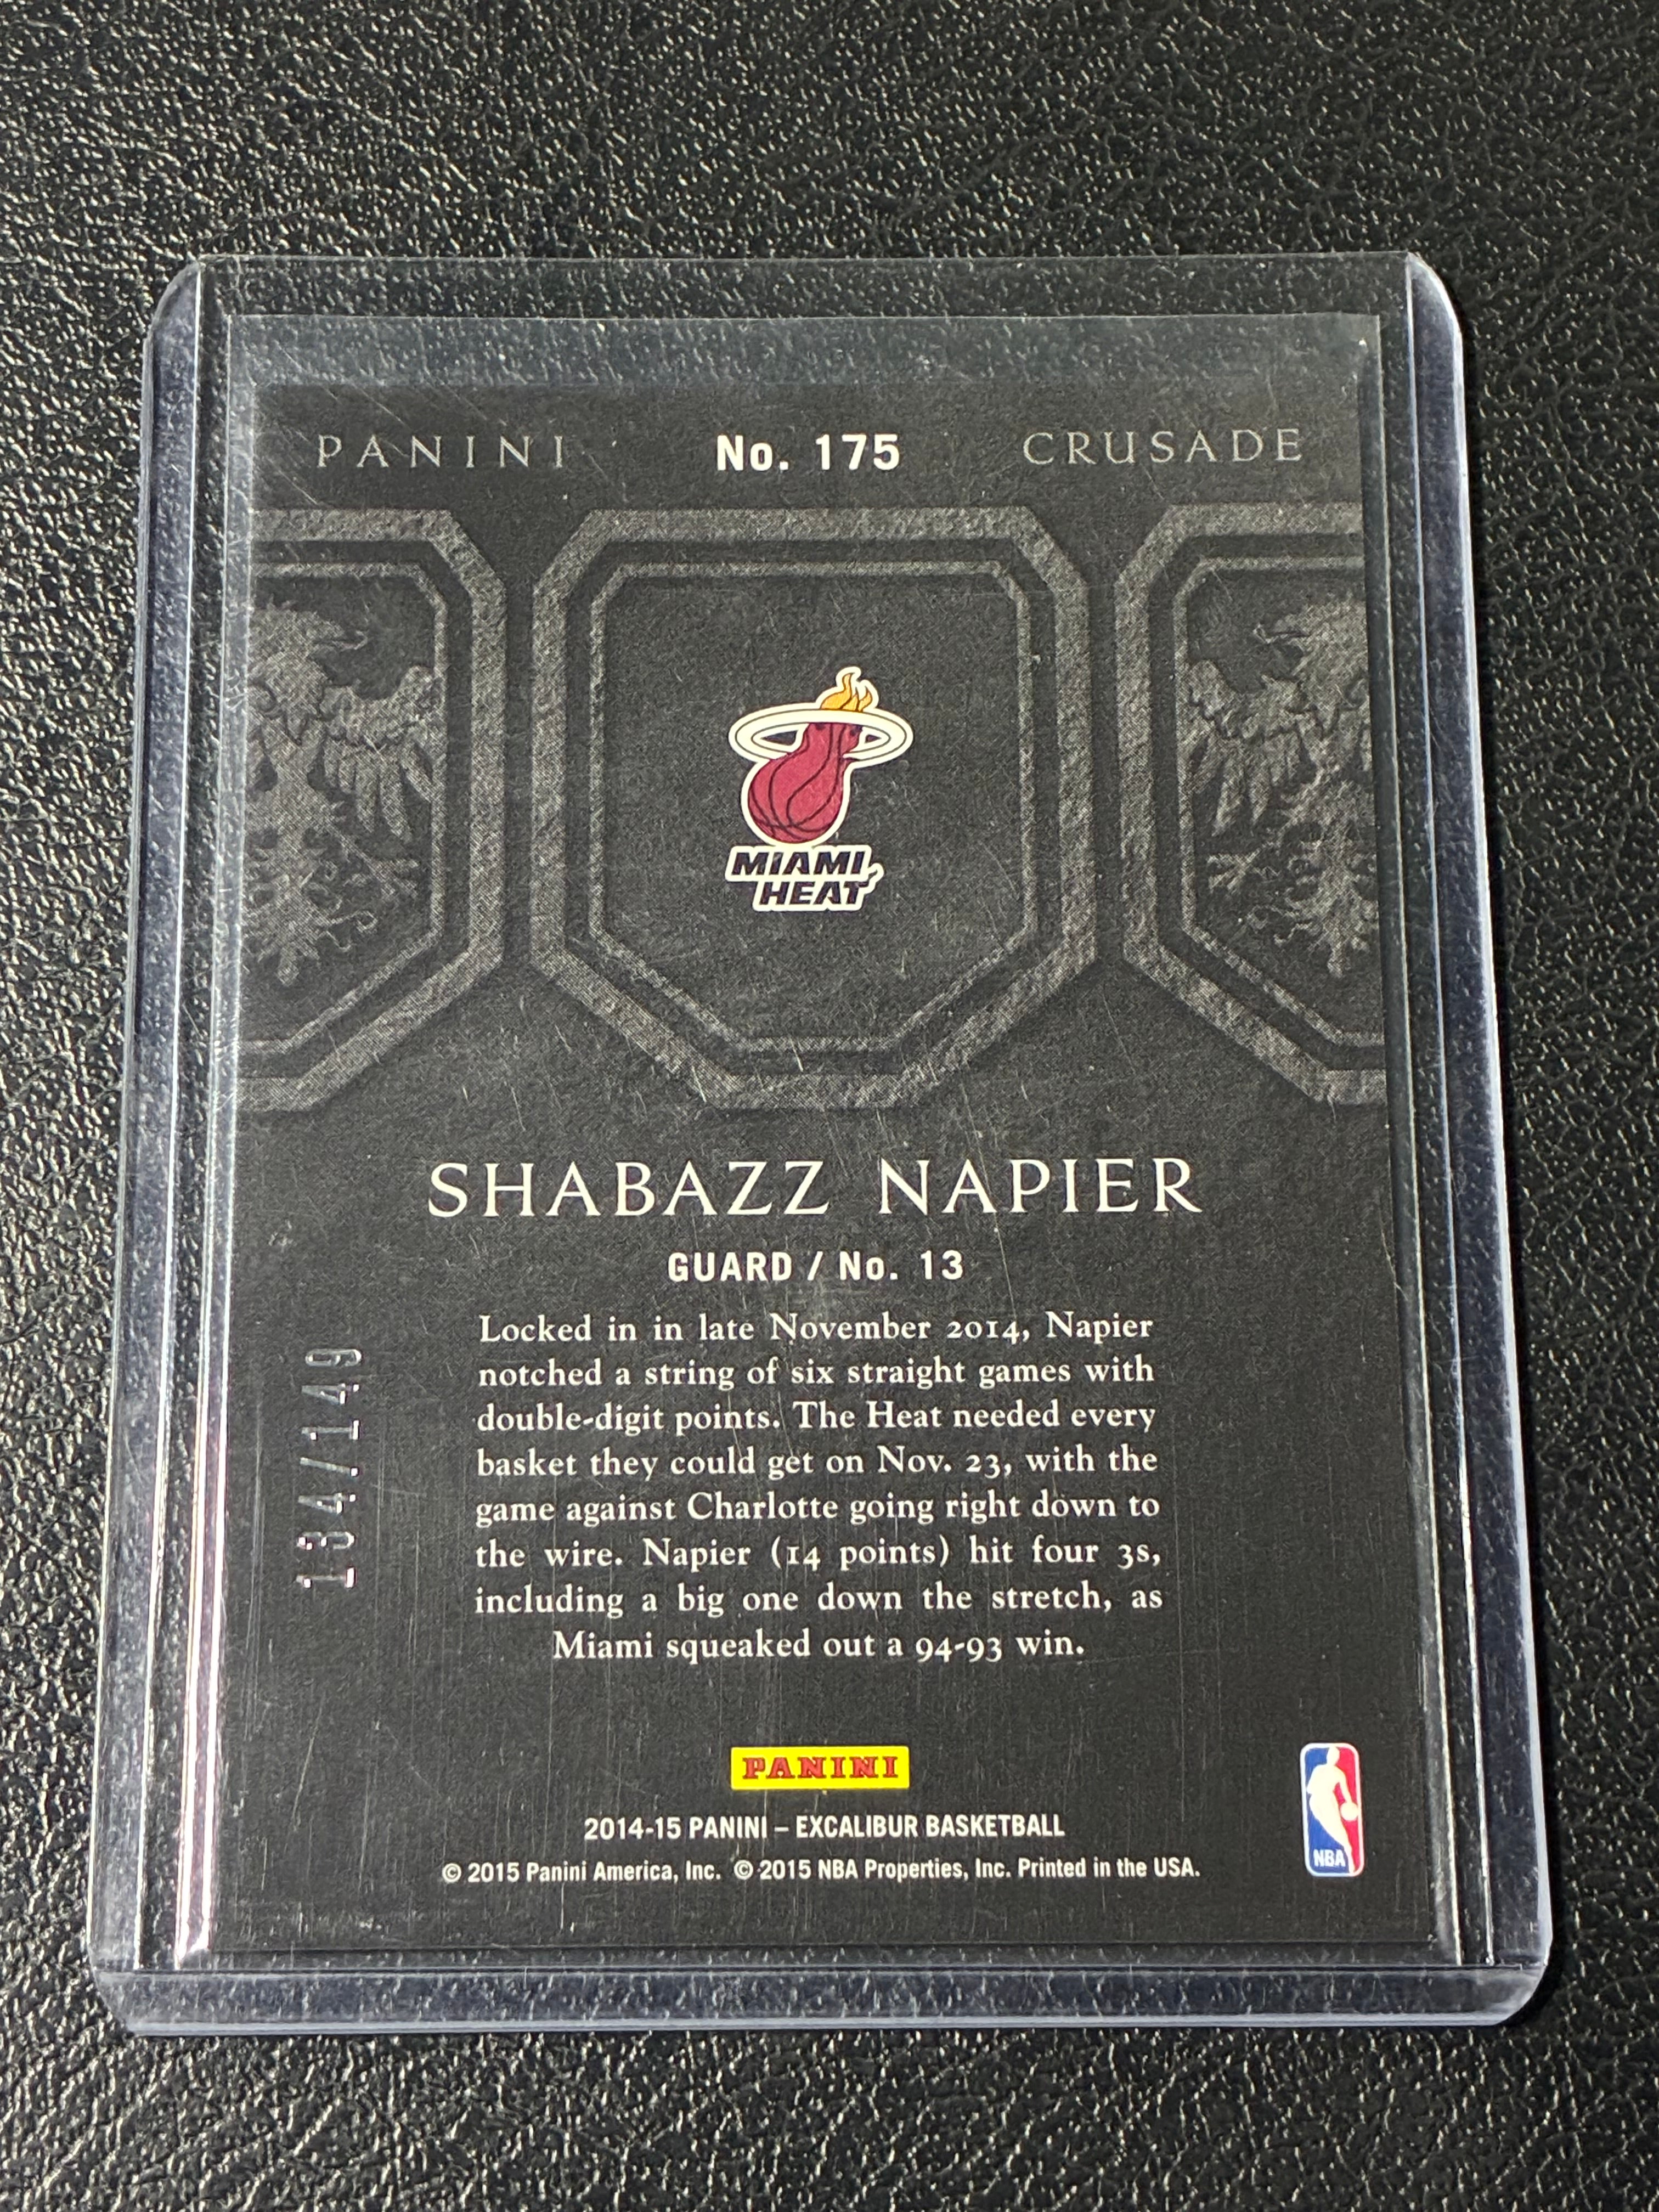 PANINI No. 175 CRUSADE
MIAMI
HEAT
SHABAZZ NAPIER
GUARD / No. 13
Locked in in late November 2014, Napier
notched a string of six straight games with
double-digit points. The Heat needed every
basket they could get on Nov. 23, with the
game against Charlotte going right down to
the wire. Napier (14 points) hit four 3s,
including a big one down the stretch, as
Miami squeaked out a 94-93 win.
134/149
PANINI
2014-15 PANINI – EXCALIBUR BASKETBALL
© 2015 Panini America, Inc. © 2015 NBA Properties, Inc. Printed in the USA.
NBA